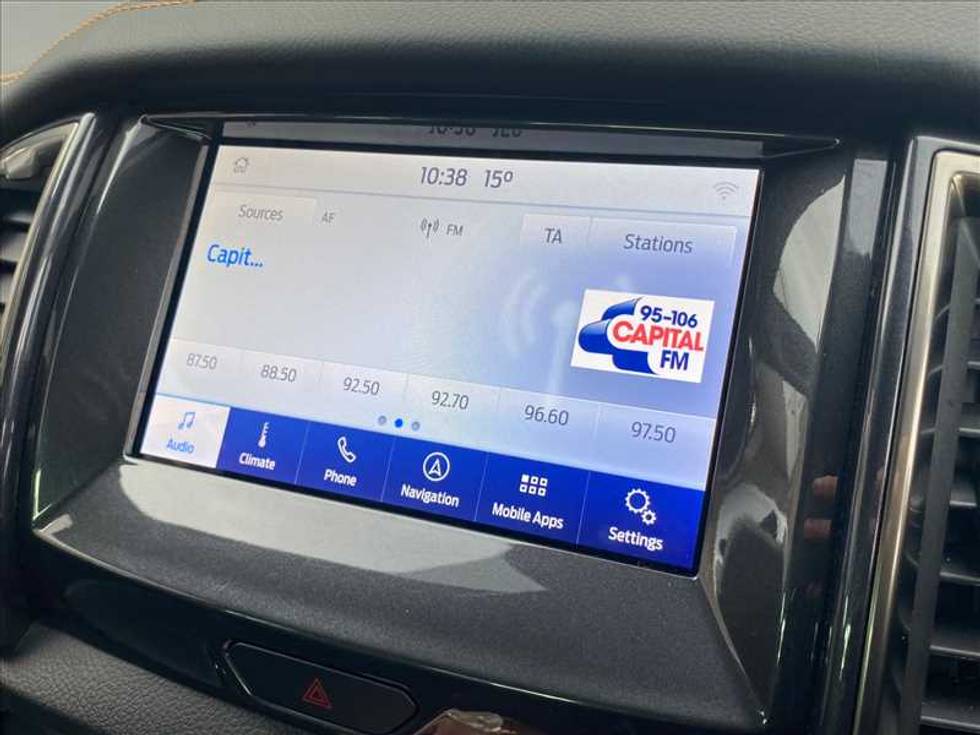 10:38 15°
Sources AF FM TA Stations
Capit...
95-106
CAPITAL
FM
87.50 88.50 92.50 92.70 96.60 97.50
Audio Climate Phone Navigation Mobile Apps Settings